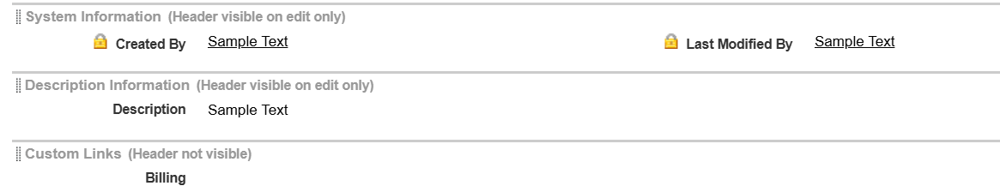 System Information (Header visible on edit only)
Created By Sample Text Last Modified By Sample Text
Description Information (Header visible on edit only)
Description Sample Text
Custom Links (Header not visible)
Billing